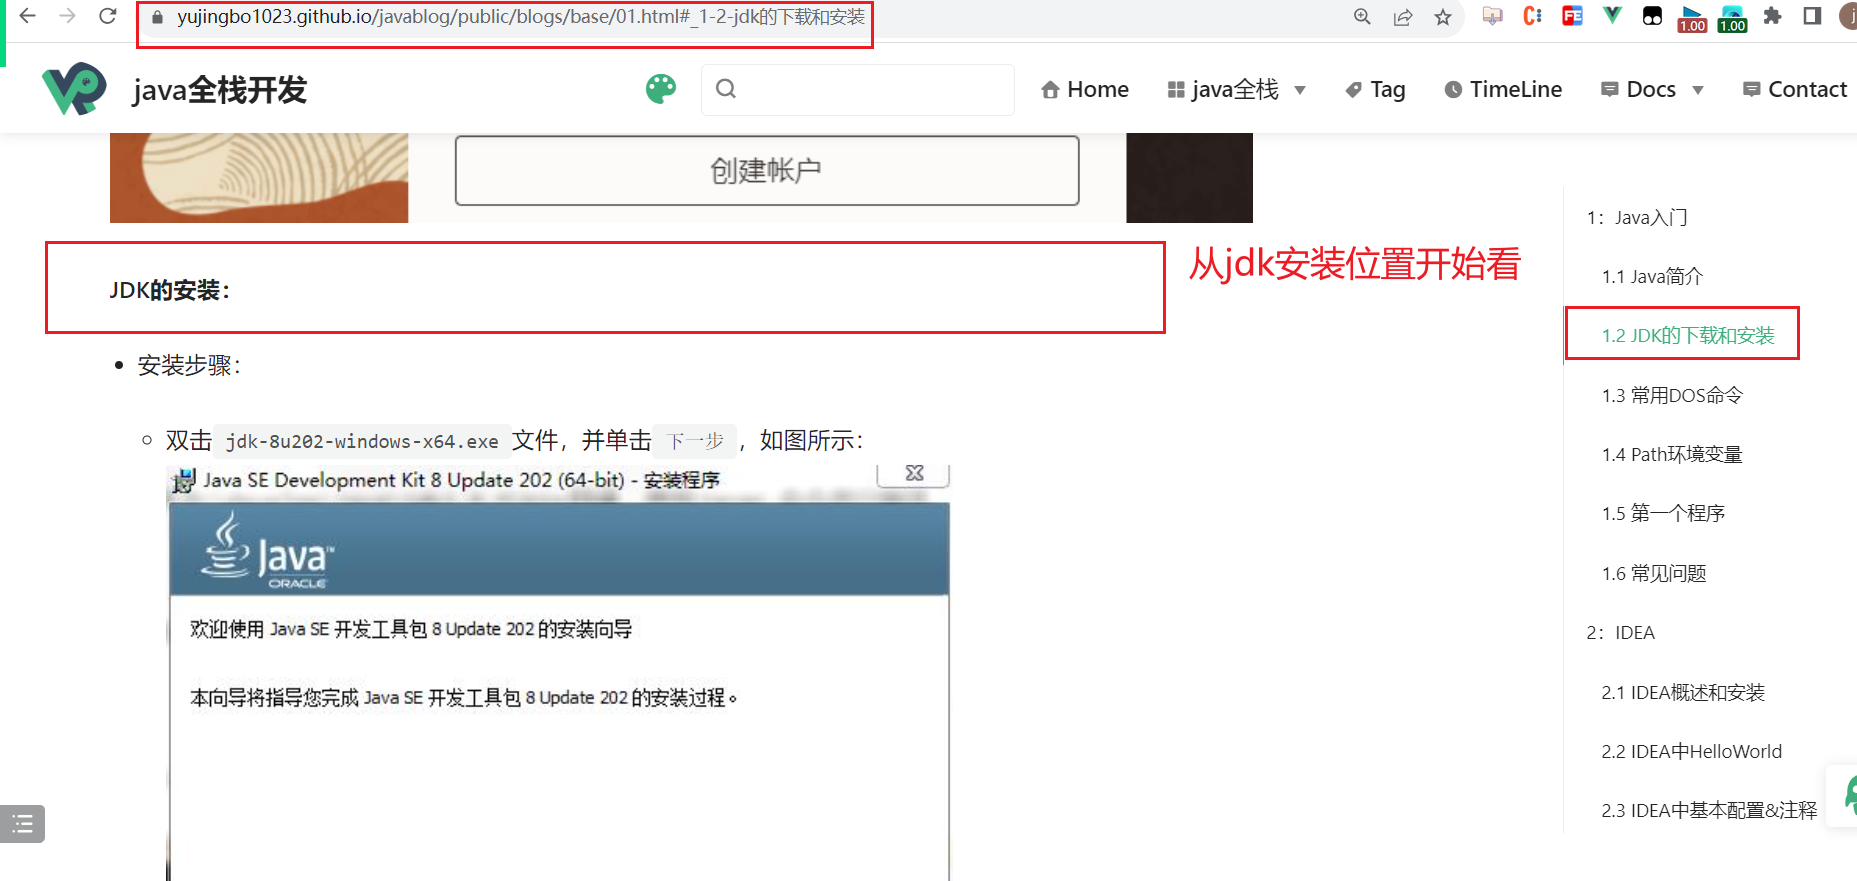 yujingbo1023.github.io/javablog/public/blogs/base/01.html#_1-2-jdk的下载和安装
1.00
1.00
java全栈开发
Home
java全栈
Tag
TimeLine
Docs
Contact
创建帐户
JDK的安装：
从jdk安装位置开始看
安装步骤：
双击 jdk-8u202-windows-x64.exe 文件，并单击 下一步 ，如图所示：
Java SE Development Kit 8 Update 202 (64-bit) - 安装程序
Java™
ORACLE
欢迎使用 Java SE 开发工具包 8 Update 202 的安装向导
本向导将指导您完成 Java SE 开发工具包 8 Update 202 的安装过程。
1：Java入门
1.1 Java简介
1.2 JDK的下载和安装
1.3 常用DOS命令
1.4 Path环境变量
1.5 第一个程序
1.6 常见问题
2：IDEA
2.1 IDEA概述和安装
2.2 IDEA中HelloWorld
2.3 IDEA中基本配置&注释